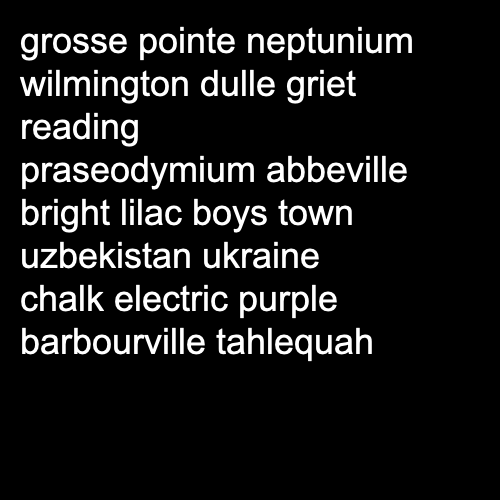 grosse pointe neptunium
wilmington dulle griet
reading
praseodymium abbeville
bright lilac boys town
uzbekistan ukraine
chalk electric purple
barbourville tahlequah